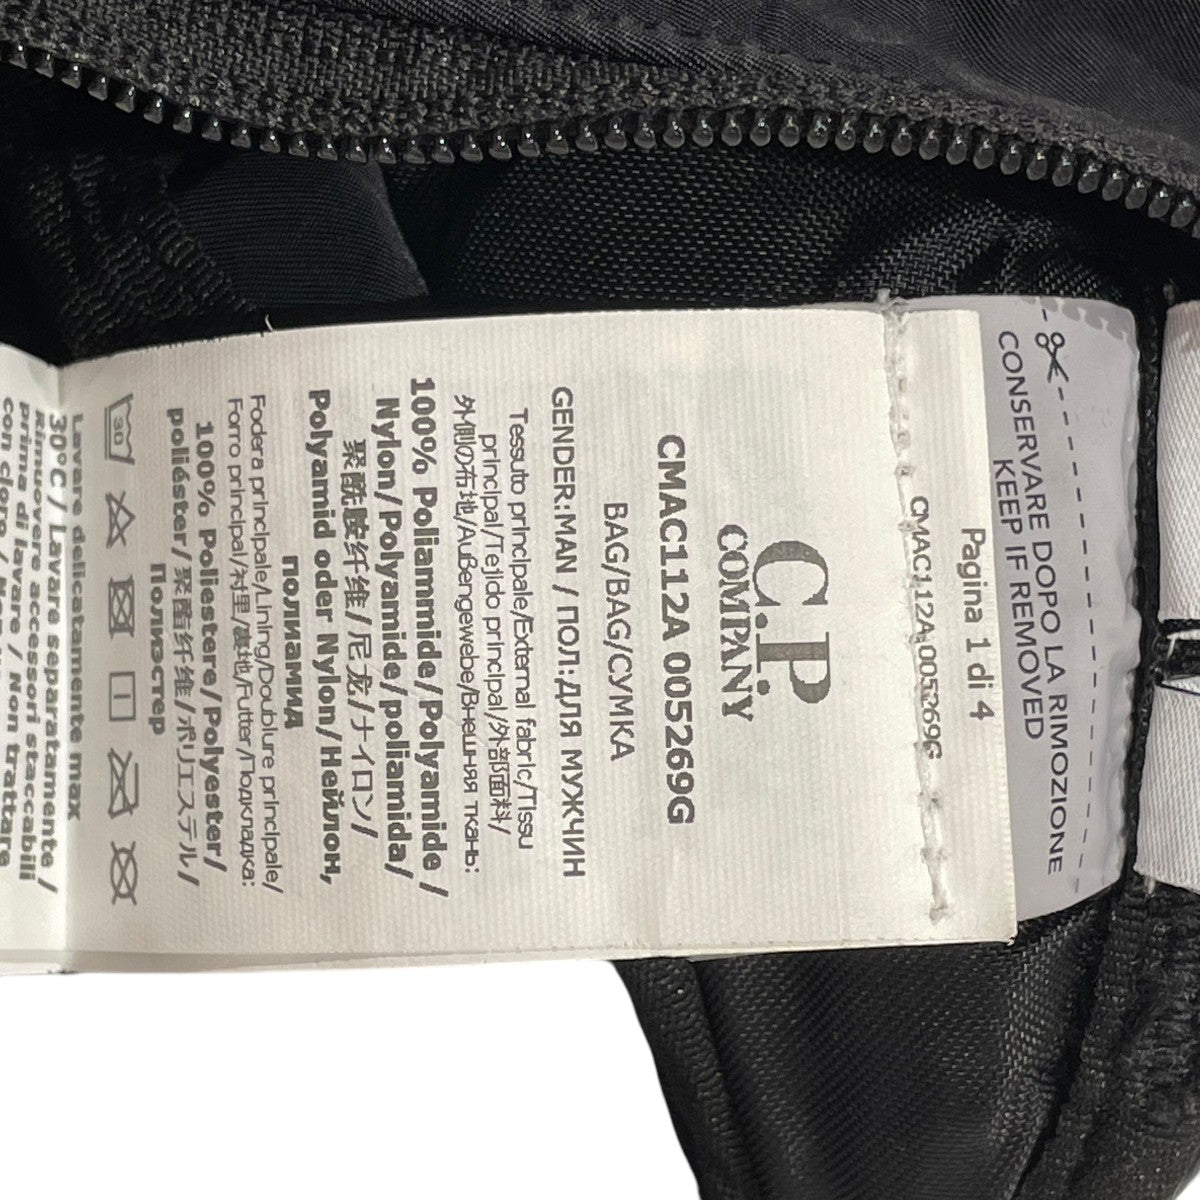 CONSERVARE DOPO LA RIMOZIONE
KEEP IF REMOVED
Pagina 1 di 4
CMAC112A005269G
C.P.
COMPANY
CMAC112A 005269G
BAG/BAG/СУМКА
GENDER:MAN / ПОЛ:ДЛЯ МУЖЧИН
Tessuto principale/External fabric/Tissu
principal/Tejido principal/外部面料/
外側の布地/Außengewebe/Внешняя ткань:
100% Poliammide/Polyamide/
Nylon/Polyamide/poliamida/
聚酰胺纤维/尼龙/ナイロン/
Polyamid oder Nylon/Нейлон,
полиамид
Fodera principale/Lining/Doublure principale/
Forro principal/衬里/裏地/Futter/Подкладка:
100% Poliestere/Polyester/
poliéster/聚酯纤维/ポリエステル/
Полиэстер
30
Lavare delicatamente max
30°C/Lavara separatamente/
Rimuovere accessori staccabili
prima di lavare / Non trattare
con cloro /